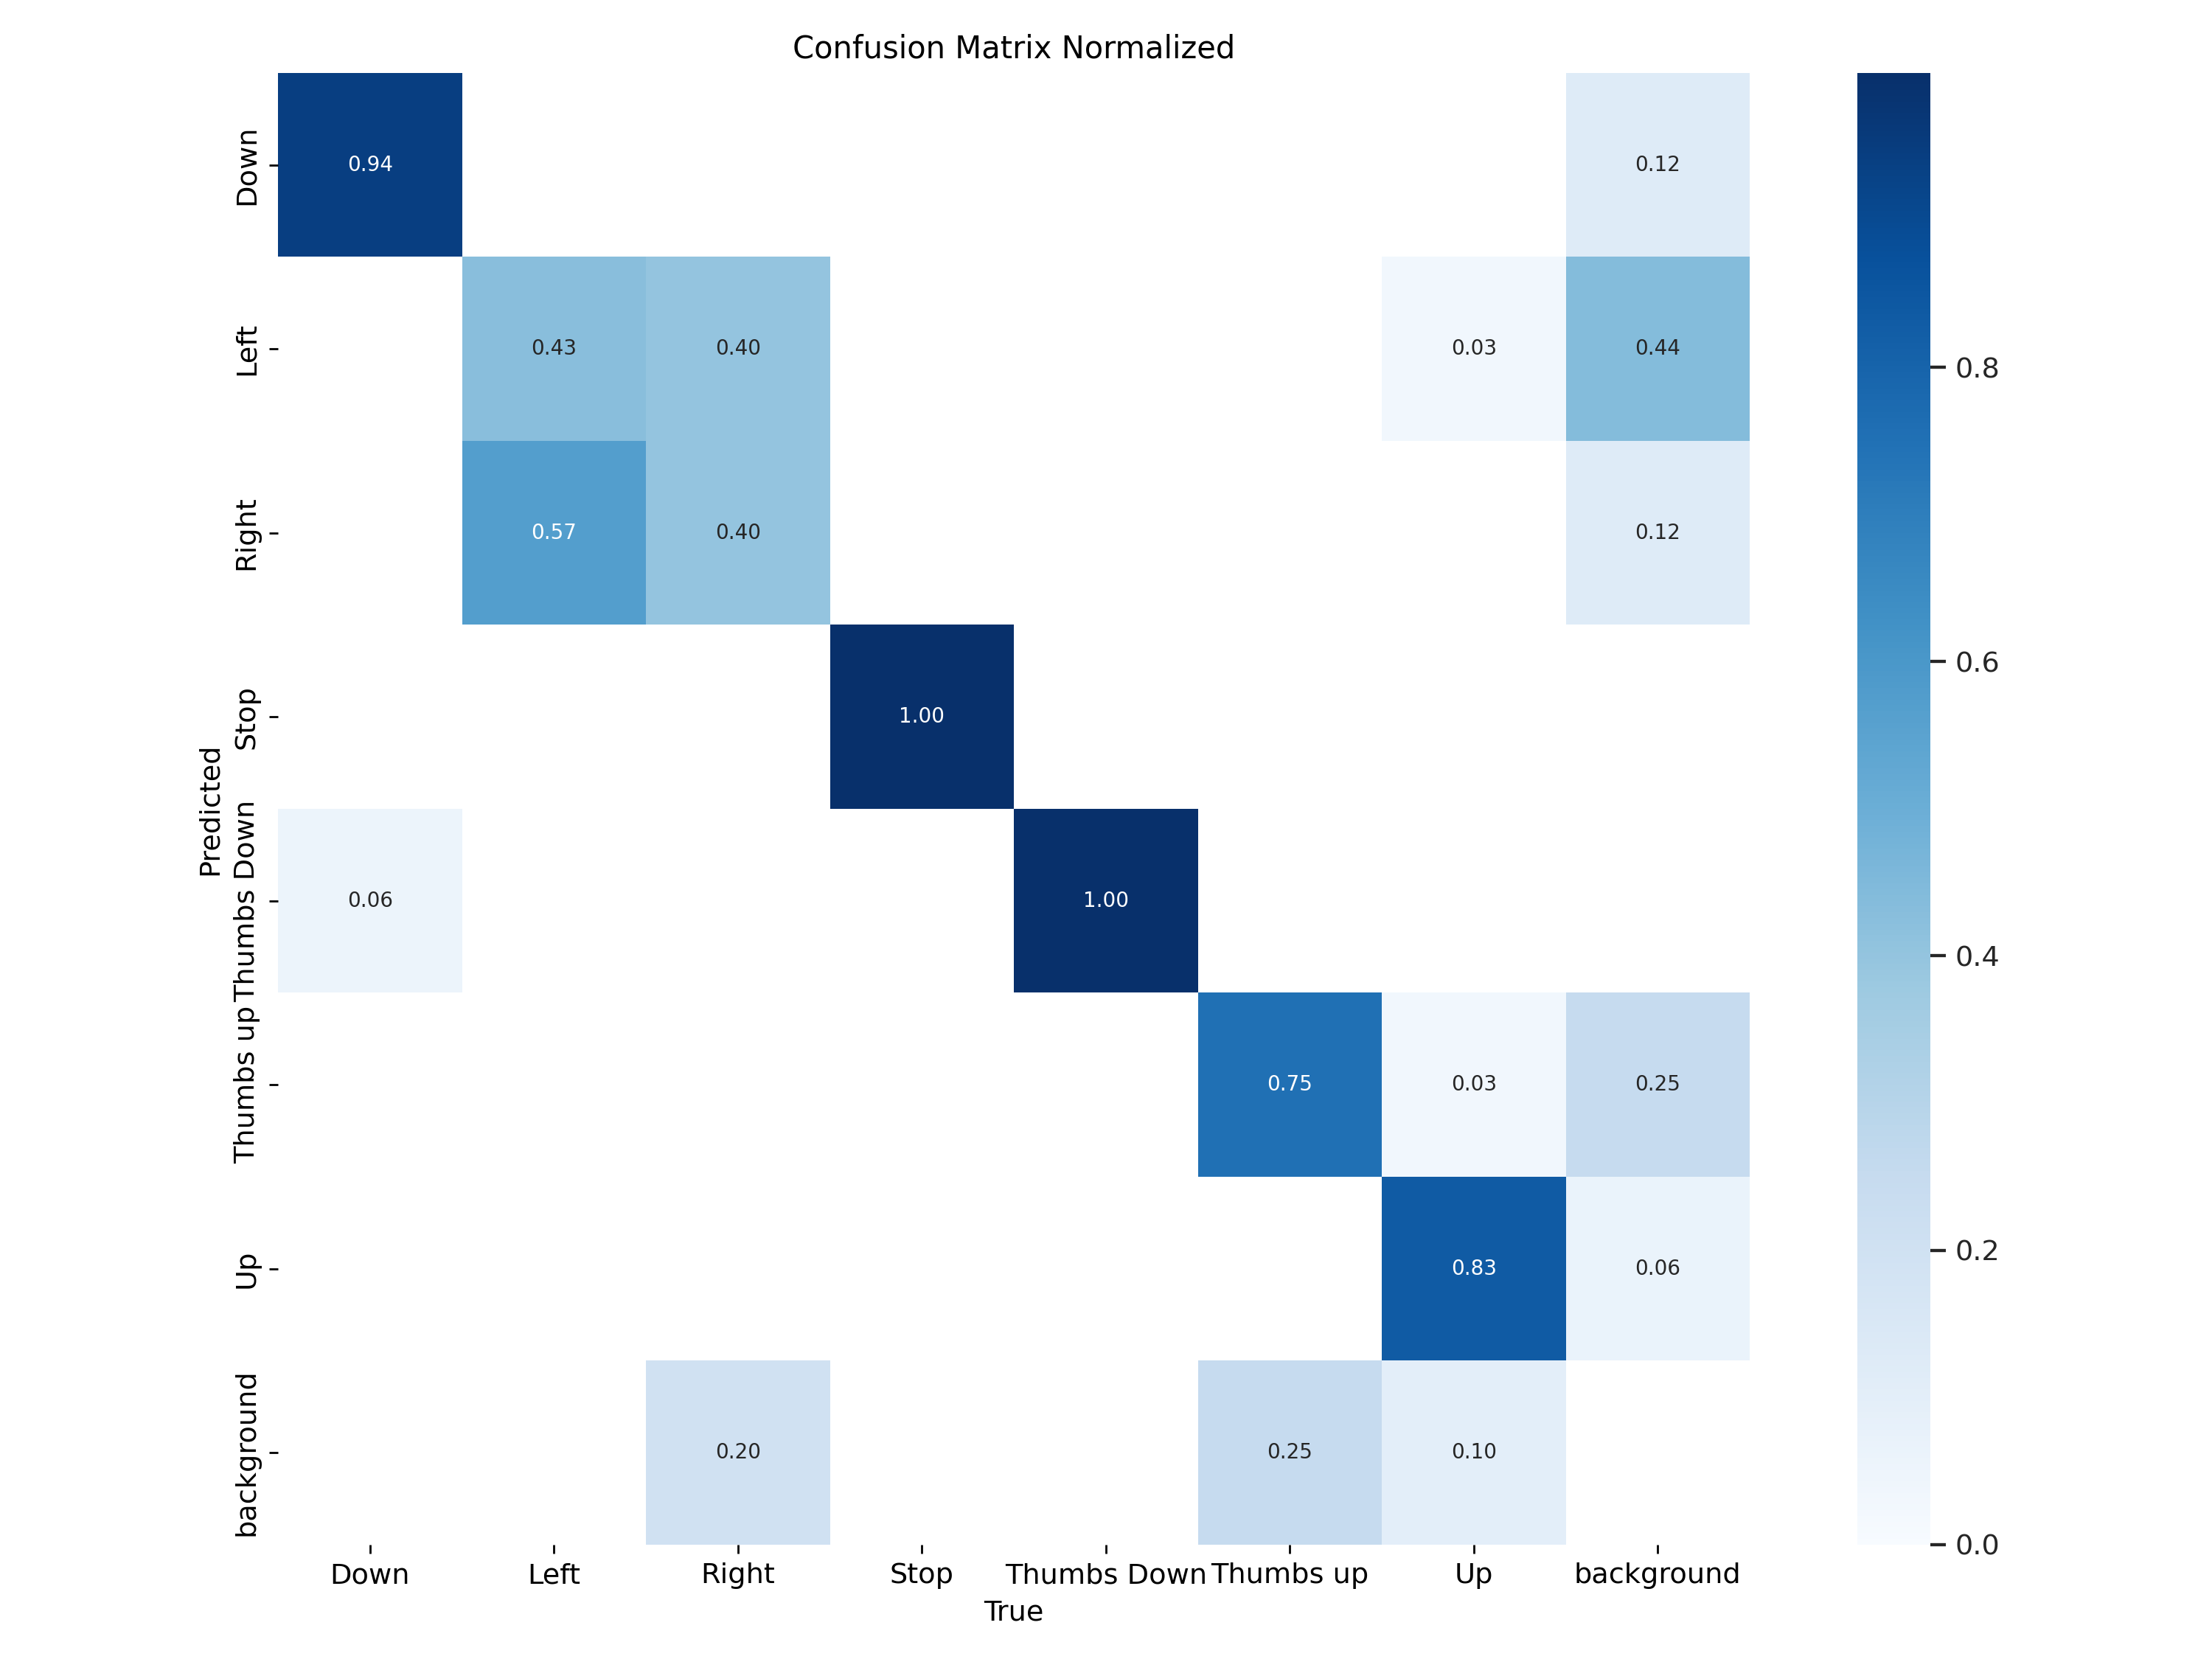 Confusion Matrix Normalized
Down
0.94
0.12
Left
0.43
0.40
0.03
0.44
0.8
Right
0.57
0.40
0.12
0.6
Stop
1.00
Predicted
Thumbs Down
0.06
1.00
0.4
Thumbs up
0.75
0.03
0.25
Up
0.83
0.06
0.2
background
0.20
0.25
0.10
0.0
Down
Left
Right
Stop
Thumbs Down
Thumbs up
Up
background
True